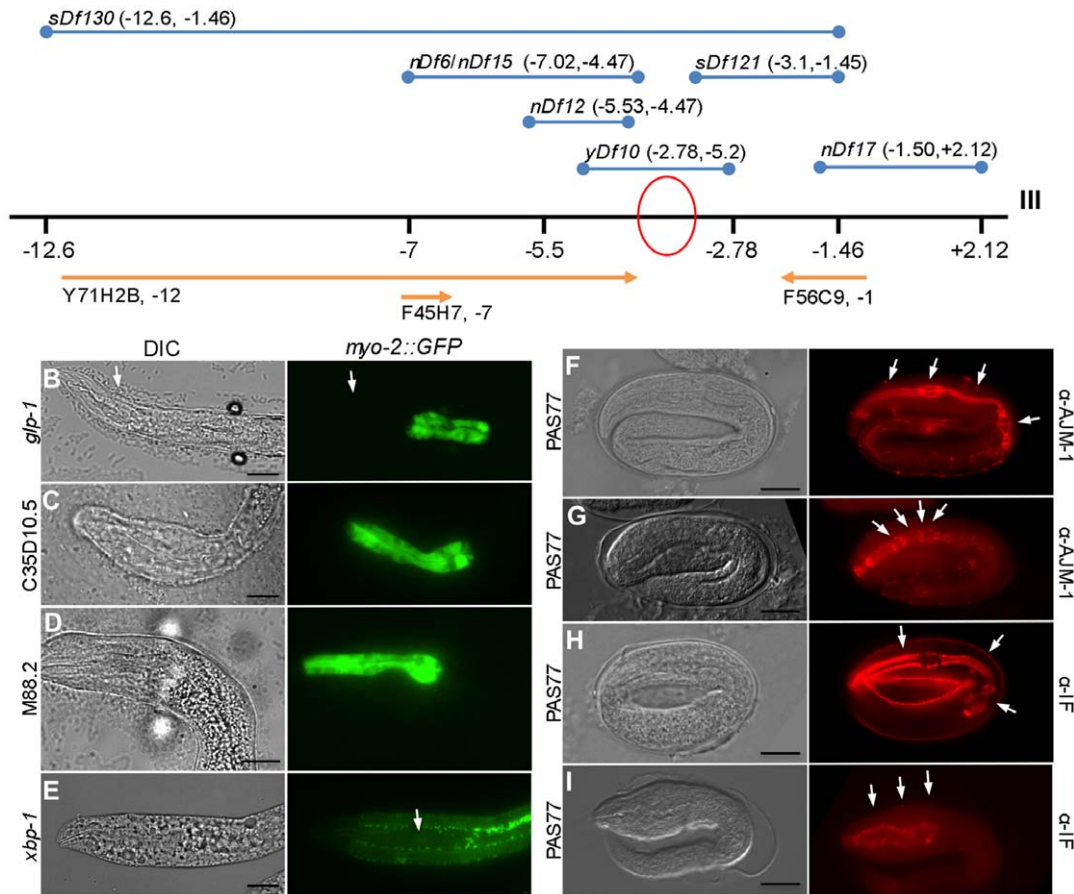 sDf130 (-12.6, -1.46)
nDf6/nDf15 (-7.02,-4.47)
sDf121 (-3.1,-1.45)
nDf12 (-5.53,-4.47)
yDf10 (-2.78,-5.2)
nDf17 (-1.50,+2.12)
III
-12.6 -7 -5.5 -2.78 -1.46 +2.12
Y71H2B, -12
F45H7, -7
F56C9, -1
DIC
myo-2::GFP
B
glp-1
C
C35D10.5
D
M88.2
E
xbp-1
F
PAS77
α-AJM-1
G
PAS77
α-AJM-1
H
PAS77
α-IF
I
PAS77
α-IF